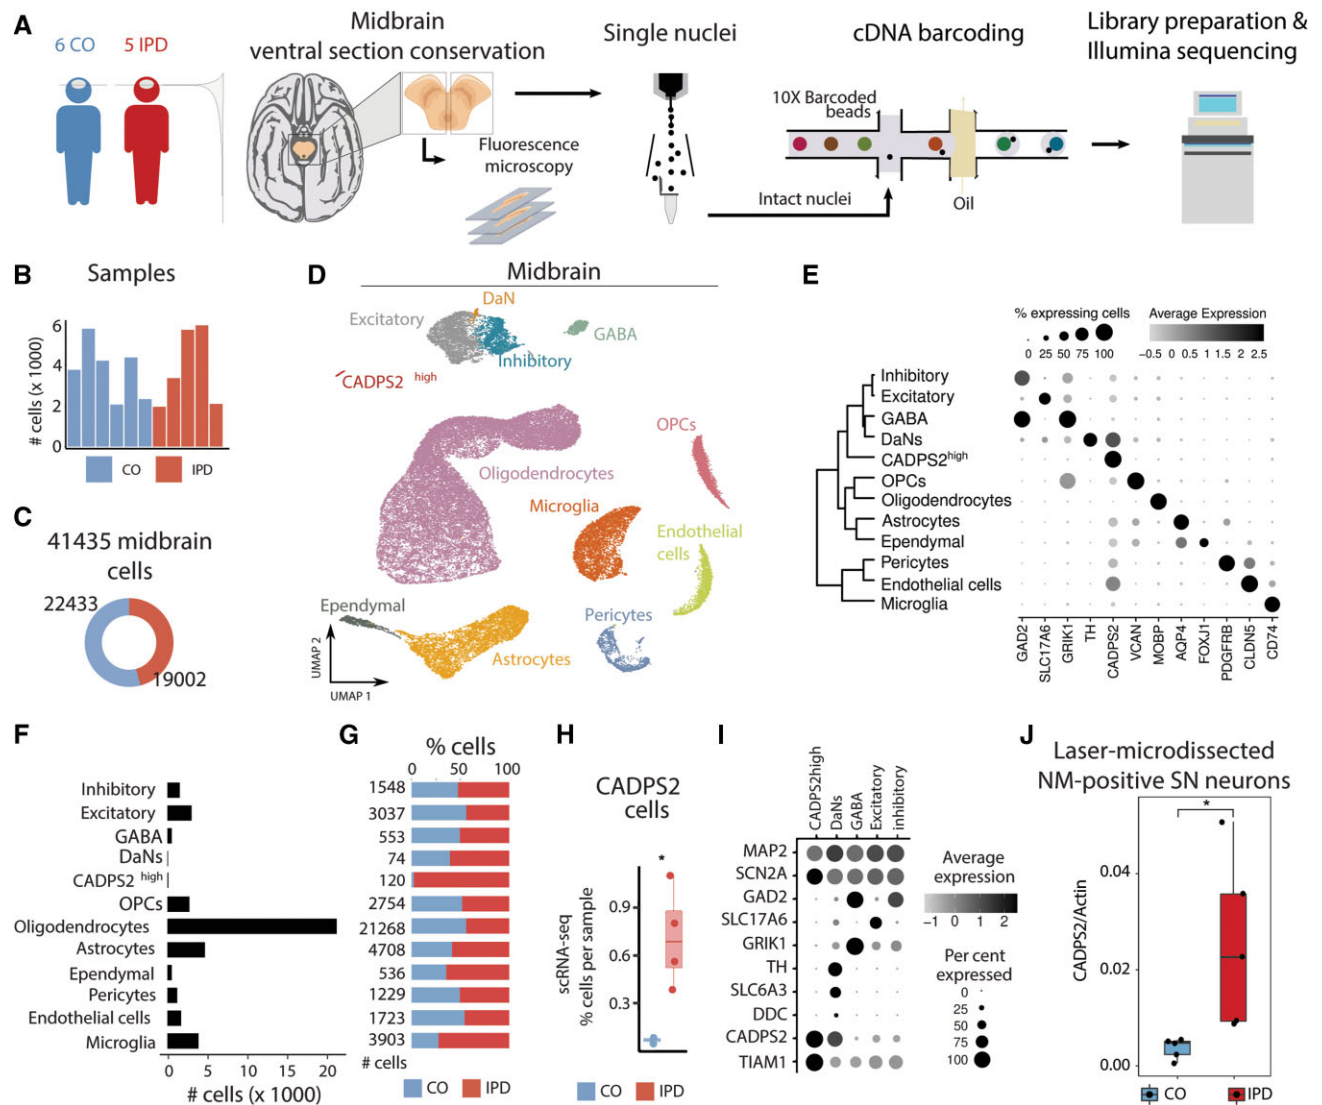 A
6 CO
5 IPD
Midbrain
ventral section conservation
Fluorescence
microscopy
Single nuclei
cDNA barcoding
10X Barcoded
beads
Intact nuclei
Oil
Library preparation &
Illumina sequencing
B
Samples
# cells (x 1000)
6
4
2
0
CO
IPD
C
41435 midbrain
cells
22433
19002
D
Midbrain
DaN
Excitatory
GABA
Inhibitory
CADPS2 high
OPCs
Oligodendrocytes
Microglia
Endothelial
cells
Ependymal
Pericytes
Astrocytes
UMAP 2
UMAP 1
E
% expressing cells
0 25 50 75 100
Average Expression
−0.5 0 0.5 1 1.5 2 2.5
Inhibitory
Excitatory
GABA
DaNs
CADPS2high
OPCs
Oligodendrocytes
Astrocytes
Ependymal
Pericytes
Endothelial cells
Microglia
GAD2
SLC17A6
GRIK1
TH
CADPS2
VCAN
MOBP
AQP4
FOXJ1
PDGFRB
CLDN5
CD74
F
Inhibitory
Excitatory
GABA
DaNs
CADPS2 high
OPCs
Oligodendrocytes
Astrocytes
Ependymal
Pericytes
Endothelial cells
Microglia
0 5 10 15 20
# cells (x 1000)
G
% cells
0 50 100
1548
3037
553
74
120
2754
21268
4708
536
1229
1723
3903
# cells
CO
IPD
H
CADPS2
cells
*
scRNA-seq
% cells per sample
0.9
0.6
0.3
CO
IPD
I
CADPS2high
DaNs
GABA
Excitatory
inhibitory
MAP2
SCN2A
GAD2
SLC17A6
GRIK1
TH
SLC6A3
DDC
CADPS2
TIAM1
Average
expression
−1 0 1 2
Per cent
expressed
0
25
50
75
100
J
Laser-microdissected
NM-positive SN neurons
*
CADPS2/Actin
0.04
0.02
0.00
CO
IPD